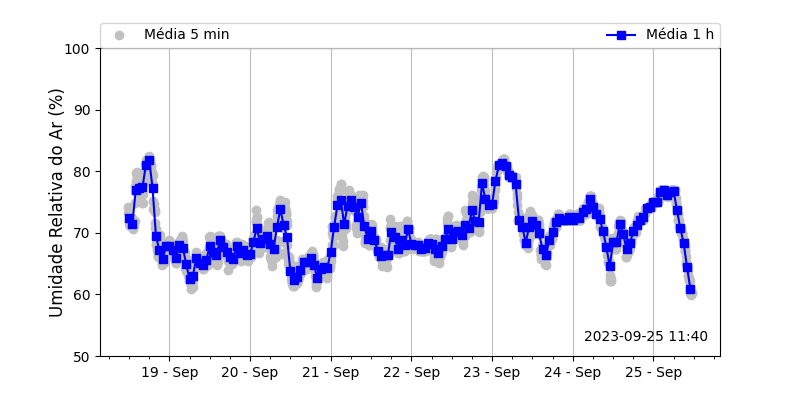 Média 5 min
Média 1 h
Umidade Relativa do Ar (%)
100
90
80
70
60
50
2023-09-25 11:40
19 - Sep
20 - Sep
21 - Sep
22 - Sep
23 - Sep
24 - Sep
25 - Sep